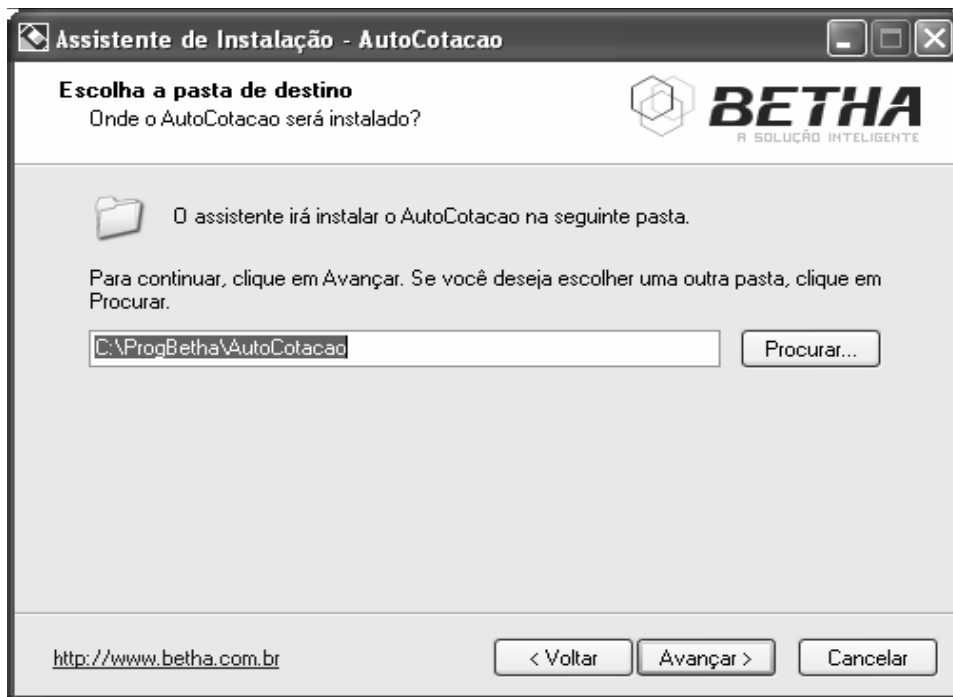 Assistente de Instalação - AutoCotacao
Escolha a pasta de destino
Onde o AutoCotacao será instalado?
BETHA
A SOLUÇÃO INTELIGENTE
O assistente irá instalar o AutoCotacao na seguinte pasta.
Para continuar, clique em Avançar. Se você deseja escolher uma outra pasta, clique em
Procurar.
C:\ProgBetha\AutoCotacao
Procurar...
http://www.betha.com.br
< Voltar
Avançar >
Cancelar